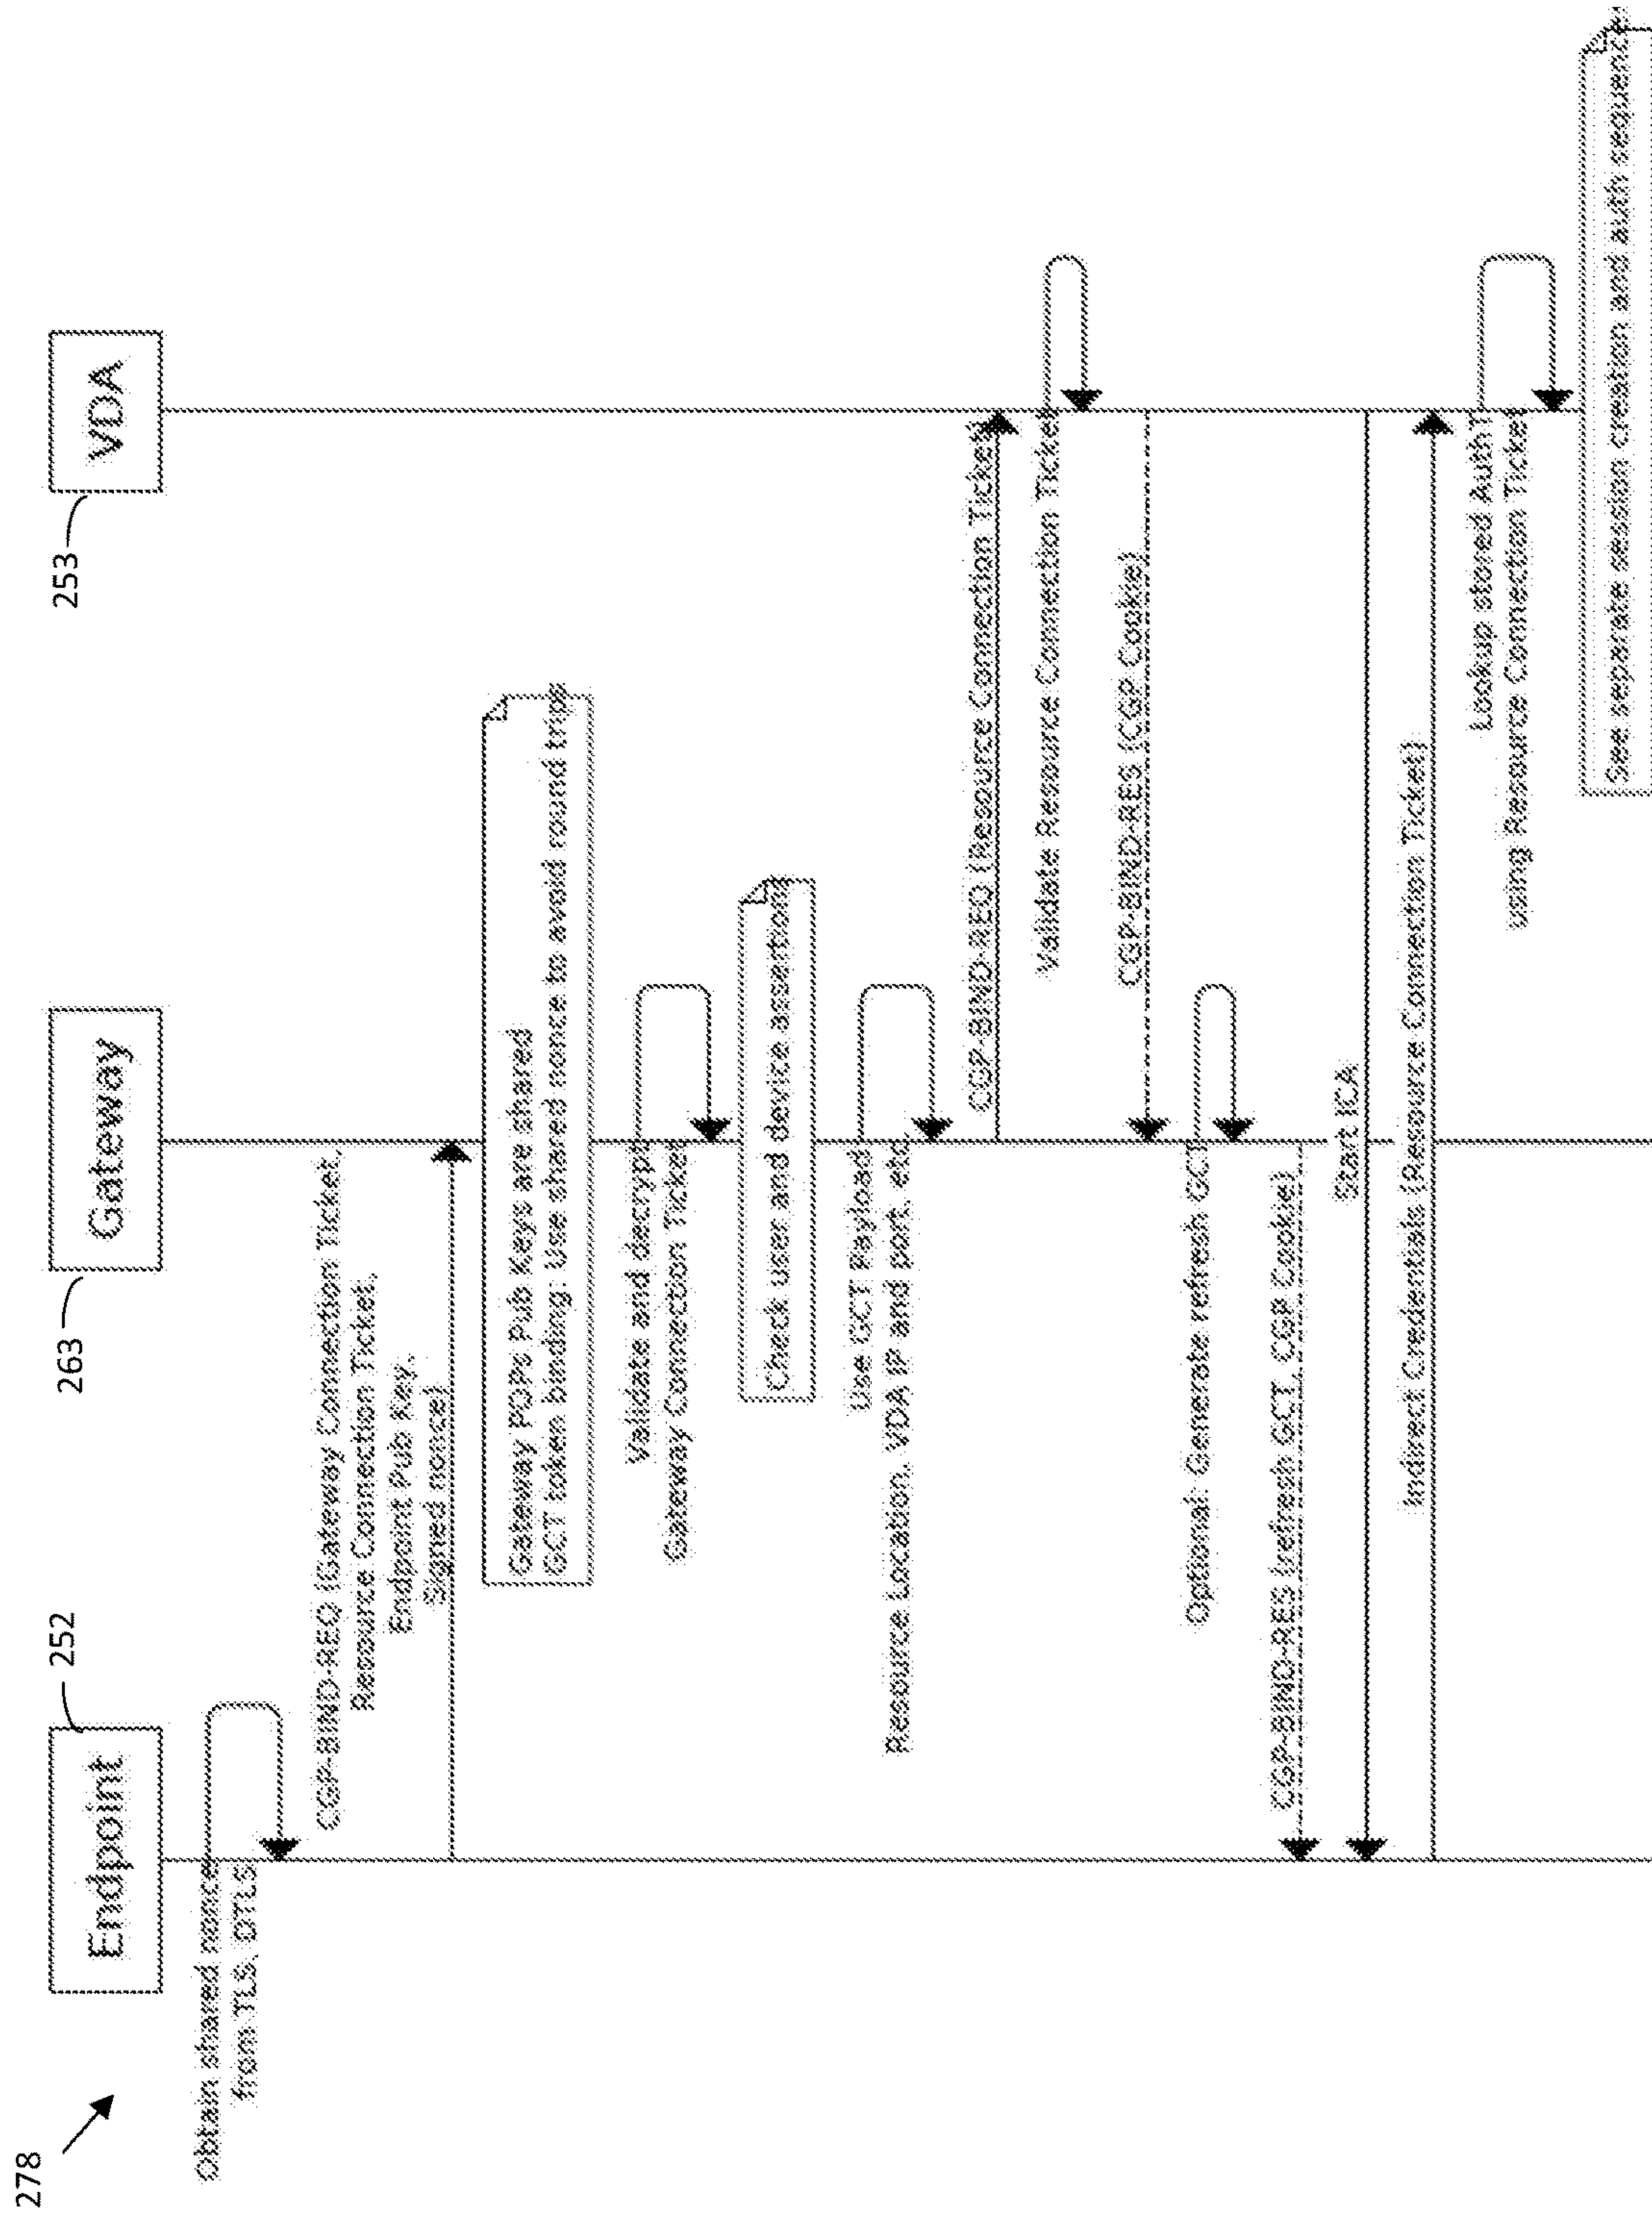 278
Endpoint
252
Gateway
263
VDA
253
Obtain shared nonce
from TLS, DTLS
CGP-BIND-REQ (Gateway Connection Ticket,
Resource Connection Ticket,
Endpoint Pub Key,
Signed nonce)
Gateway POPs Pub Keys are shared
GCT token binding: Use shared nonce to avoid round trips
Validate and decrypt
Gateway Connection Ticket
Check user and device assertions
Use GCT Payload
Resource Location, VDA IP and port, etc
CGP-BIND-REQ (Resource Connection Ticket)
Validate Resource Connection Ticket
CGP-BIND-RES (CGP Cookie)
Optional: Generate refresh GCT
CGP-BIND-RES (refresh GCT, CGP Cookie)
Start ICA
Indirect Credentials (Resource Connection Ticket)
Lookup stored AuthT
using Resource Connection Ticket
See separate session creation and auth sequence